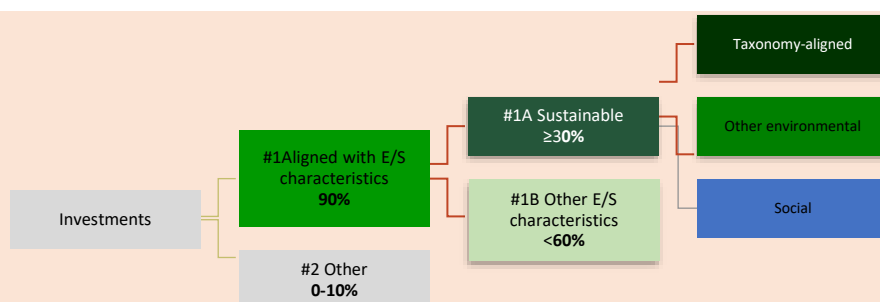 Taxonomy-aligned
#1A Sustainable
≥30%
Other environmental
#1Aligned with E/S
characteristics
90%
Investments
#1B Other E/S
characteristics
<60%
Social
#2 Other
0-10%